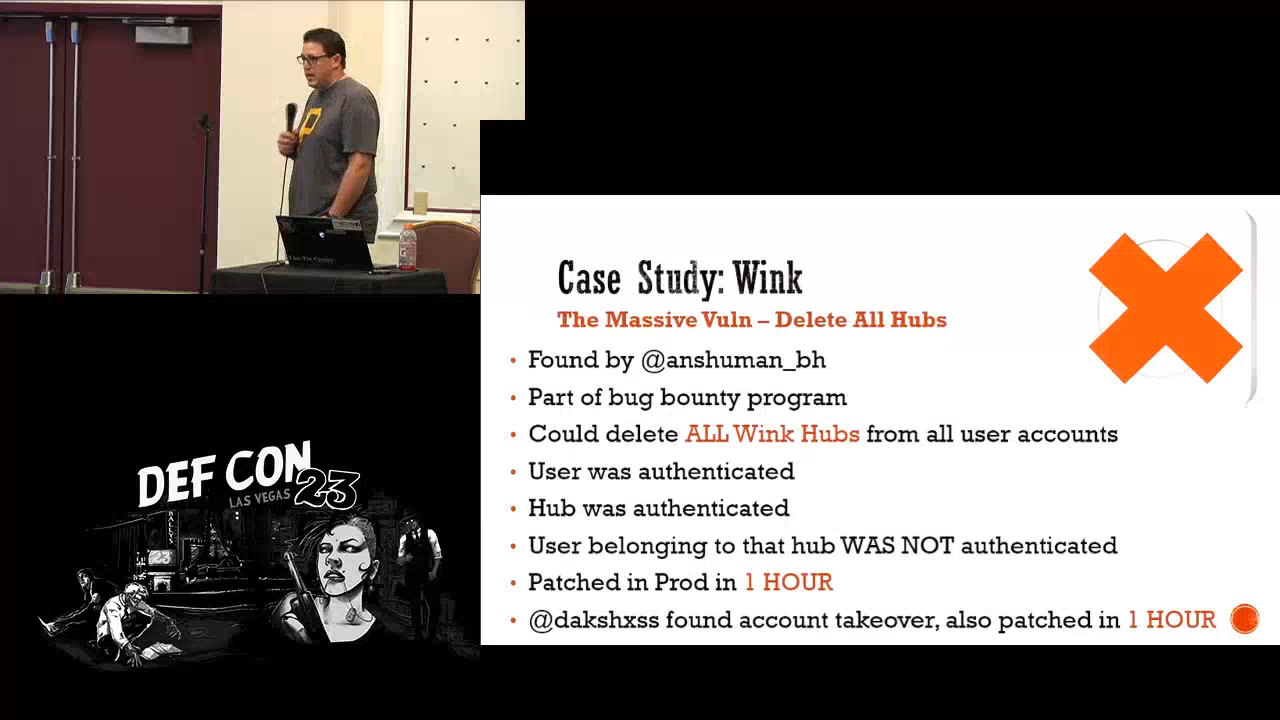 Case Study: Wink
The Massive Vuln – Delete All Hubs
• Found by @anshuman_bh
• Part of bug bounty program
• Could delete ALL Wink Hubs from all user accounts
• User was authenticated
• Hub was authenticated
• User belonging to that hub WAS NOT authenticated
• Patched in Prod in 1 HOUR
• @dakshxss found account takeover, also patched in 1 HOUR
DEF CON
LAS VEGAS 23
BALLYS
23
P